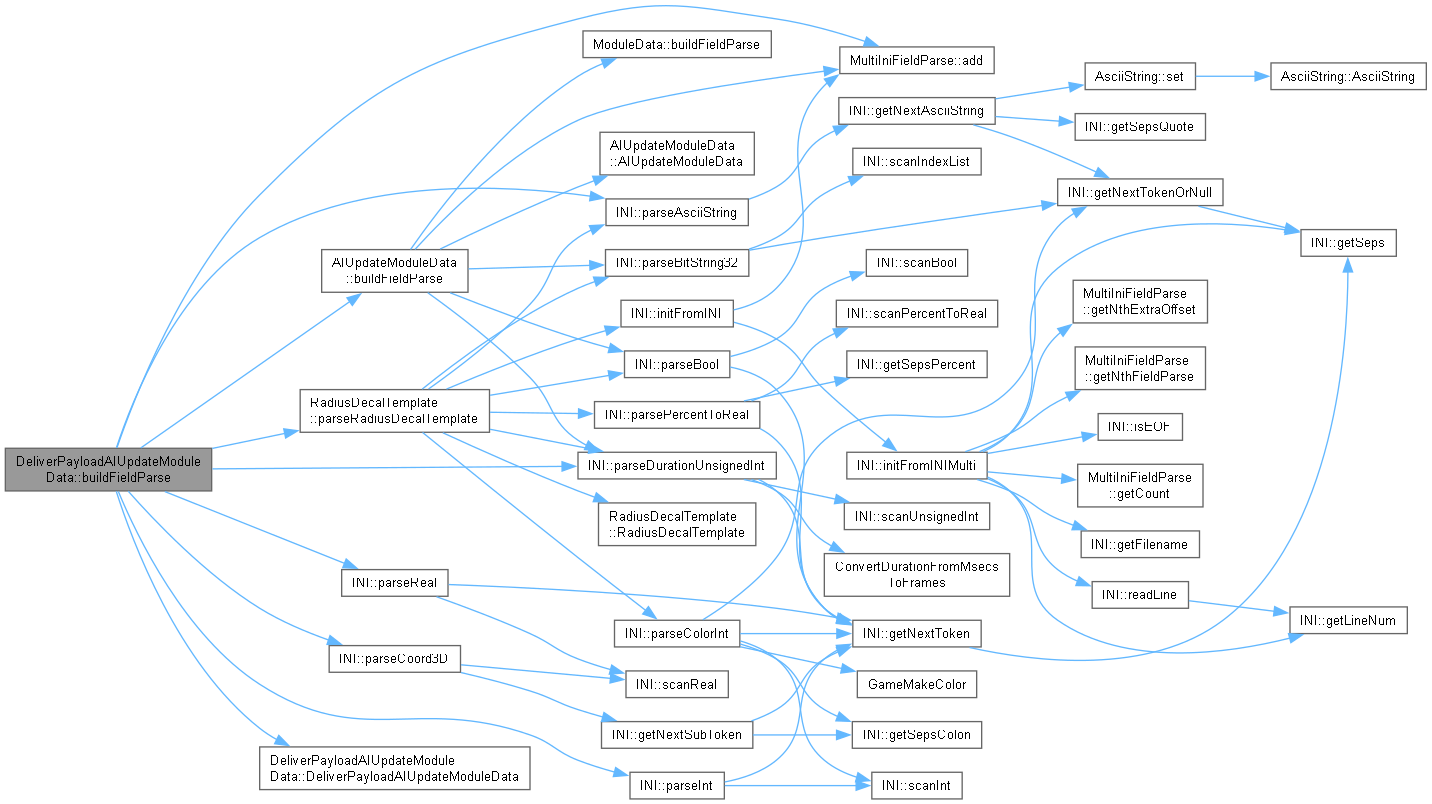 DeliverPayloadAIUpdateModule
Data::buildFieldParse
AIUpdateModuleData
::buildFieldParse
RadiusDecalTemplate
::parseRadiusDecalTemplate
INI::parseReal
INI::parseCoord3D
DeliverPayloadAIUpdateModule
Data::DeliverPayloadAIUpdateModuleData
ModuleData::buildFieldParse
AIUpdateModuleData
::AIUpdateModuleData
INI::parseAsciiString
INI::parseBitString32
INI::initFromINI
INI::parseBool
INI::parsePercentToReal
INI::parseDurationUnsignedInt
RadiusDecalTemplate
::RadiusDecalTemplate
INI::parseColorInt
INI::scanReal
INI::getNextSubToken
INI::parseInt
MultiIniFieldParse::add
INI::getNextAsciiString
INI::scanIndexList
INI::scanBool
INI::scanPercentToReal
INI::getSepsPercent
INI::initFromINIMulti
INI::scanUnsignedInt
ConvertDurationFromMsecs
ToFrames
INI::getNextToken
GameMakeColor
INI::getSepsColon
INI::scanInt
AsciiString::set
INI::getSepsQuote
INI::getNextTokenOrNull
MultiIniFieldParse
::getNthExtraOffset
MultiIniFieldParse
::getNthFieldParse
INI::isEOF
MultiIniFieldParse
::getCount
INI::getFilename
INI::readLine
AsciiString::AsciiString
INI::getSeps
INI::getLineNum